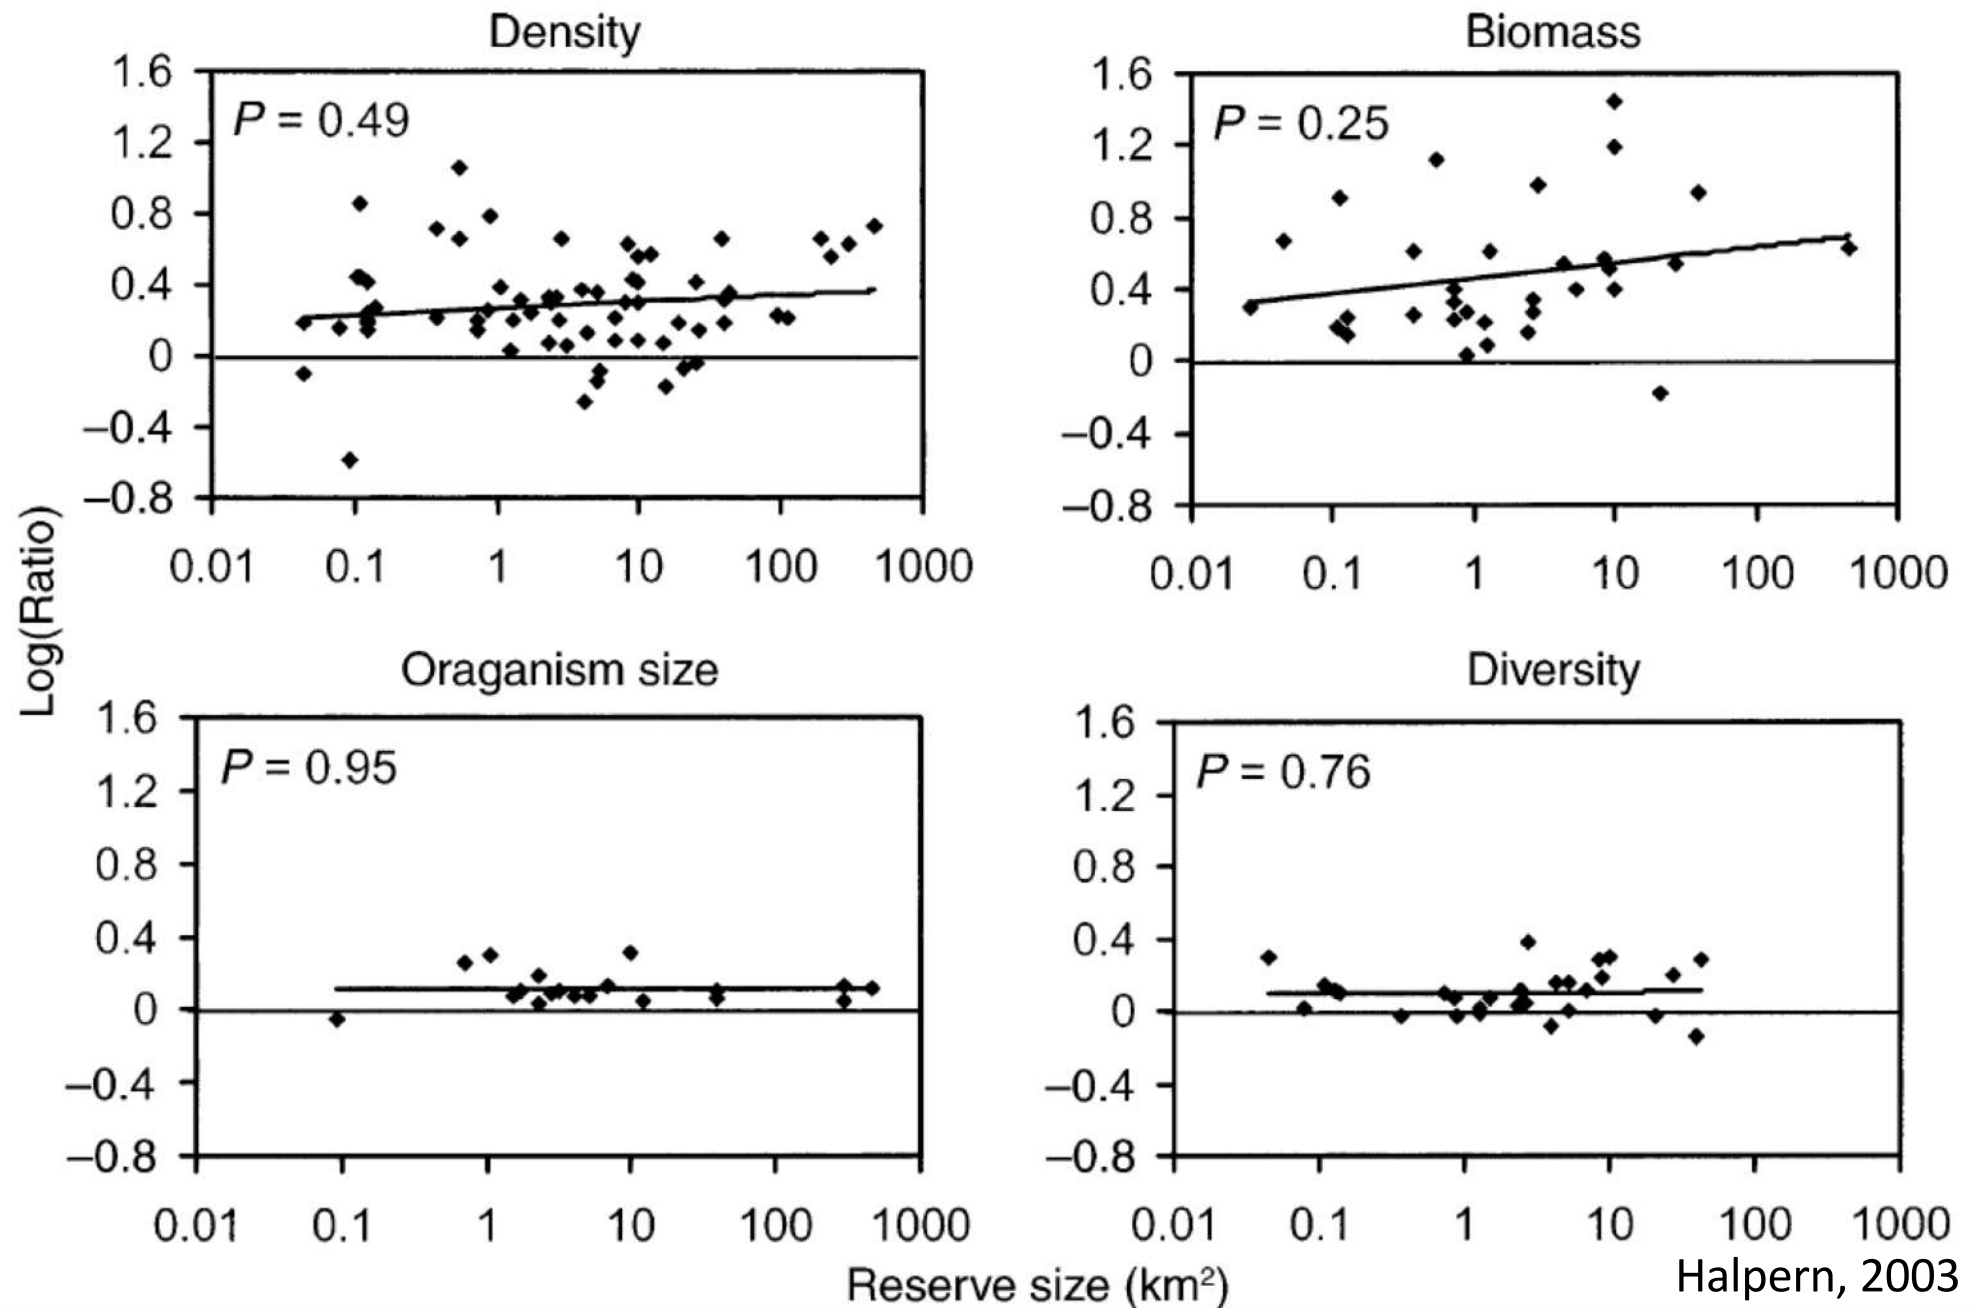 Density
1.6
P = 0.49
1.2
0.8
0.4
0
–0.4
–0.8
0.01 0.1 1 10 100 1000
Biomass
1.6
P = 0.25
1.2
0.8
0.4
0
–0.4
–0.8
0.01 0.1 1 10 100 1000
Log(Ratio)
Oraganism size
1.6
P = 0.95
1.2
0.8
0.4
0
–0.4
–0.8
0.01 0.1 1 10 100 1000
Diversity
1.6
P = 0.76
1.2
0.8
0.4
0
–0.4
–0.8
0.01 0.1 1 10 100 1000
Reserve size (km²)
Halpern, 2003